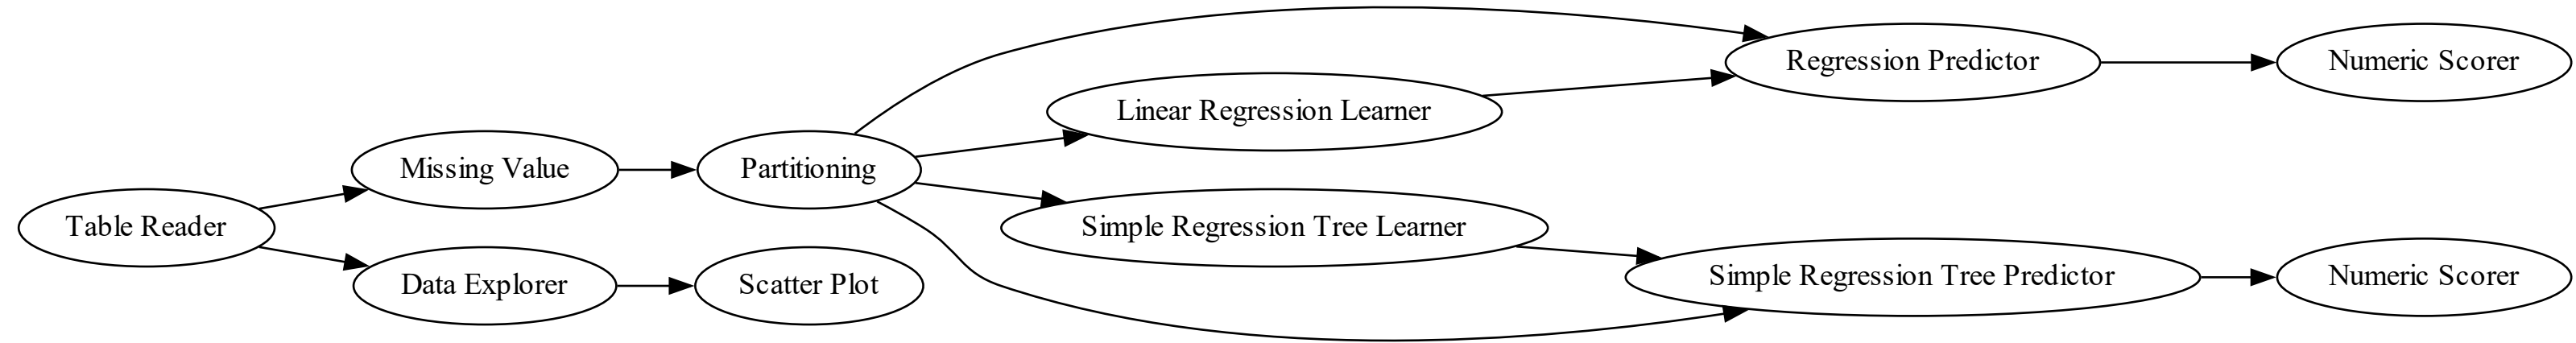 Table Reader
Missing Value
Data Explorer
Partitioning
Scatter Plot
Linear Regression Learner
Simple Regression Tree Learner
Regression Predictor
Simple Regression Tree Predictor
Numeric Scorer
Numeric Scorer